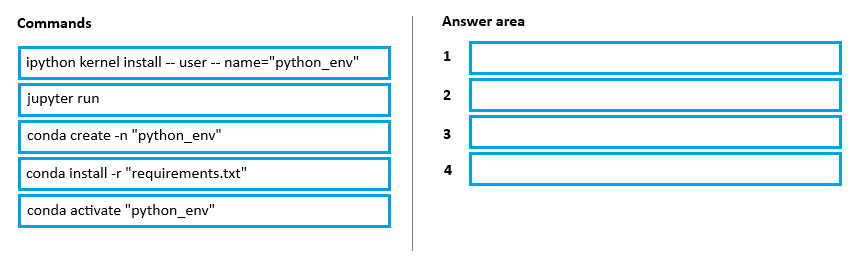 Commands
ipython kernel install -- user -- name="python_env"
jupyter run
conda create -n "python_env"
conda install -r "requirements.txt"
conda activate "python_env"
Answer area
1
2
3
4